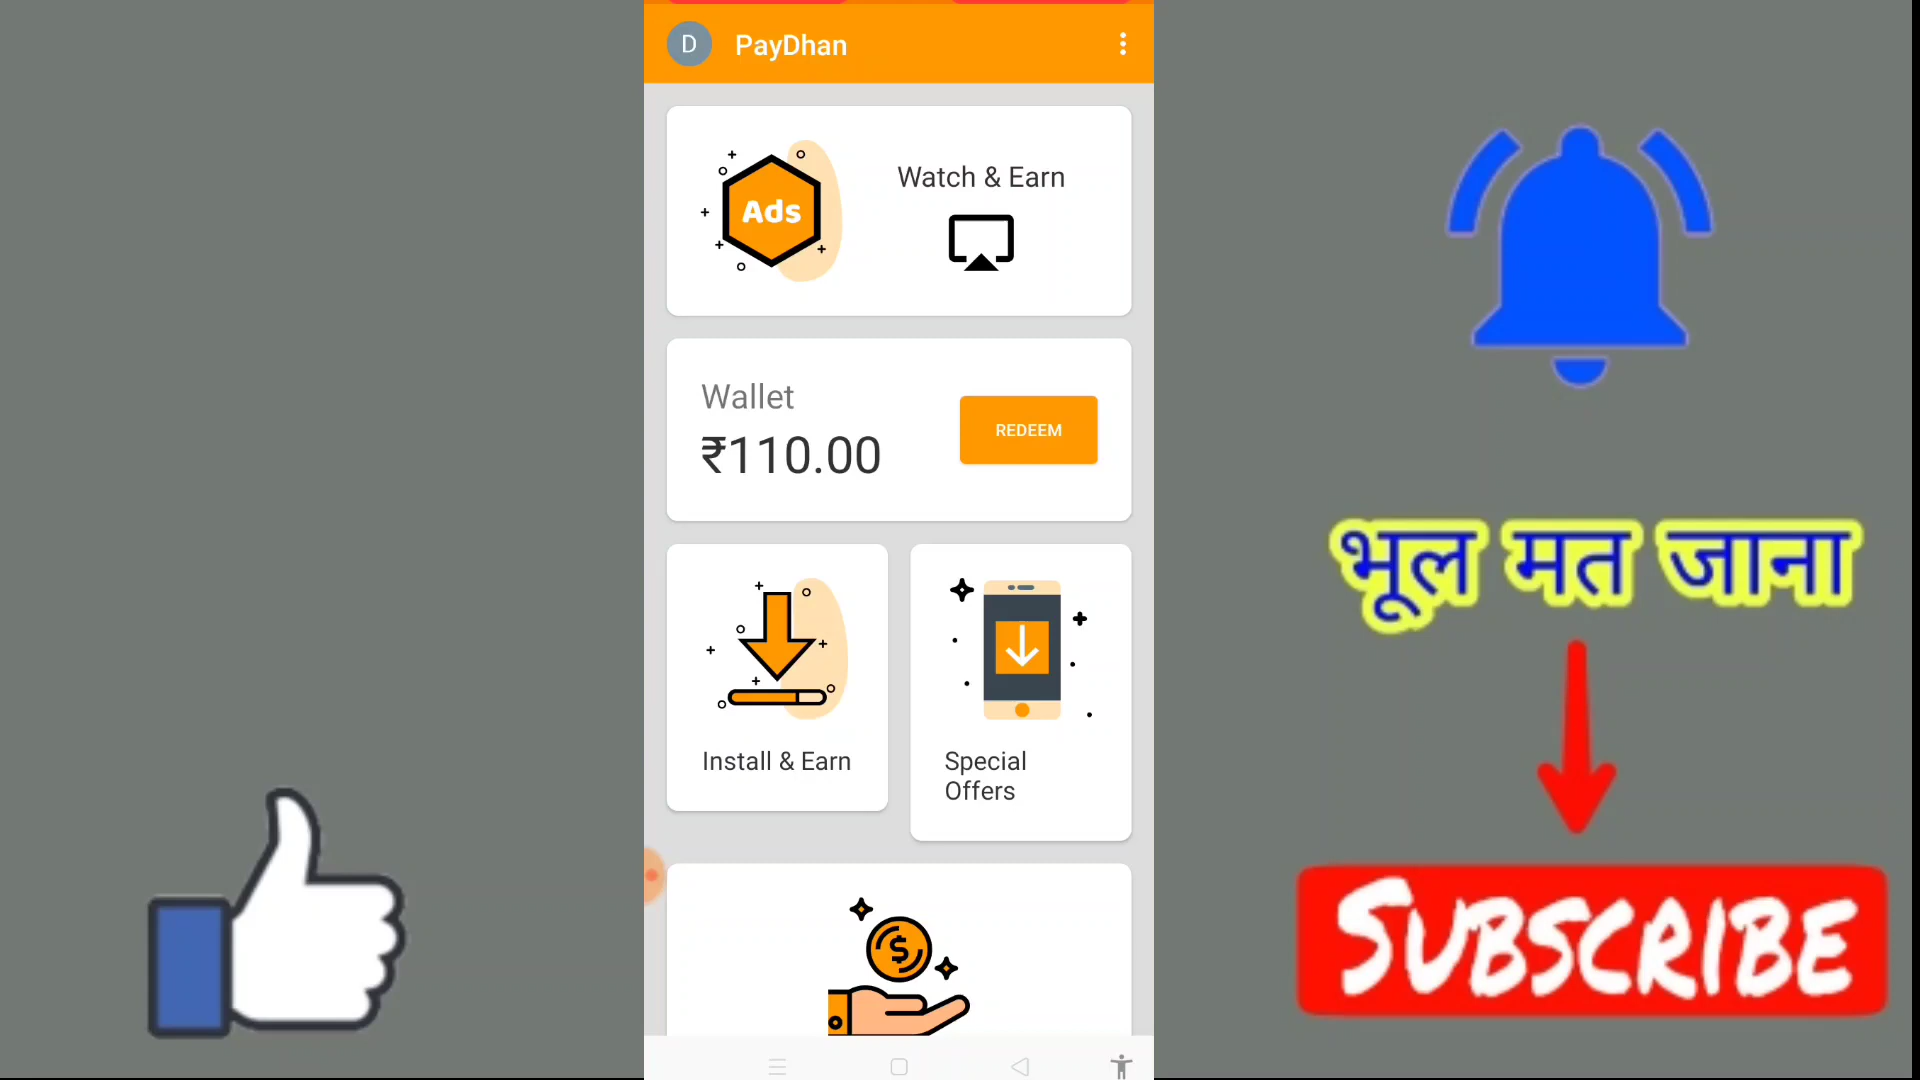 D
PayDhan
Ads
Watch & Earn
Wallet
₹110.00
REDEEM
Install & Earn
Special
Offers
$
भूल मत जाना
SUBSCRIBE